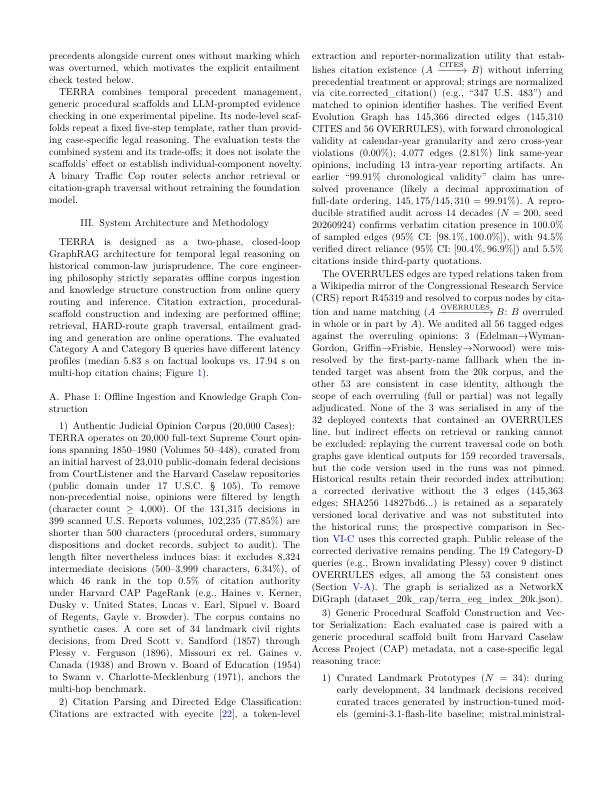 precedents alongside current ones without marking which
was overturned, which motivates the explicit entailment
check tested below.
TERRA combines temporal precedent management,
generic procedural scaffolds and LLM-prompted evidence
checking in one experimental pipeline. Its node-level scaf-
folds repeat a fixed five-step template, rather than provid-
ing case-specific legal reasoning. The evaluation tests the
combined system and its trade-offs; it does not isolate the
scaffolds' effect or establish individual-component novelty.
A binary Traffic Cop router selects anchor retrieval or
citation-graph traversal without retraining the foundation
model.
III. System Architecture and Methodology
TERRA is designed as a two-phase, closed-loop
GraphRAG architecture for temporal legal reasoning on
historical common-law jurisprudence. The core engineer-
ing philosophy strictly separates offline corpus ingestion
and knowledge structure construction from online query
routing and inference. Citation extraction, procedural-
scaffold construction and indexing are performed offline;
retrieval, HARD-route graph traversal, entailment grad-
ing and generation are online operations. The evaluated
Category A and Category B queries have different latency
profiles (median 5.83 s on factual lookups vs. 17.94 s on
multi-hop citation chains; Figure 1).
A. Phase 1: Offline Ingestion and Knowledge Graph Con-
struction
1) Authentic Judicial Opinion Corpus (20,000 Cases):
TERRA operates on 20,000 full-text Supreme Court opin-
ions spanning 1850–1980 (Volumes 50–448), curated from
an initial harvest of 23,010 public-domain federal decisions
from CourtListener and the Harvard Caselaw repositories
(public domain under 17 U.S.C. § 105). To remove
non-precedential noise, opinions were filtered by length
(character count ≥ 4,000). Of the 131,315 decisions in
399 scanned U.S. Reports volumes, 102,235 (77.85%) are
shorter than 500 characters (procedural orders, summary
dispositions and docket records, subject to audit). The
length filter nevertheless induces bias: it excludes 8,324
intermediate decisions (500–3,999 characters, 6.34%), of
which 46 rank in the top 0.5% of citation authority
under Harvard CAP PageRank (e.g., Haines v. Kerner,
Dusky v. United States, Lucas v. Earl, Sipuel v. Board
of Regents, Gayle v. Browder). The corpus contains no
synthetic cases. A core set of 34 landmark civil rights
decisions, from Dred Scott v. Sandford (1857) through
Plessy v. Ferguson (1896), Missouri ex rel. Gaines v.
Canada (1938) and Brown v. Board of Education (1954)
to Swann v. Charlotte-Mecklenburg (1971), anchors the
multi-hop benchmark.
2) Citation Parsing and Directed Edge Classification:
Citations are extracted with eyecite [22], a token-level
extraction and reporter-normalization utility that estab-
lishes citation existence (A CITES→ B) without inferring
precedential treatment or approval; strings are normalized
via cite.corrected_citation() (e.g., “347 U.S. 483”) and
matched to opinion identifier hashes. The verified Event
Evolution Graph has 145,366 directed edges (145,310
CITES and 56 OVERRULES), with forward chronological
validity at calendar-year granularity and zero cross-year
violations (0.00%); 4,077 edges (2.81%) link same-year
opinions, including 13 intra-year reporting artifacts. An
earlier “99.91% chronological validity” claim has unre-
solved provenance (likely a decimal approximation of
full-date ordering, 145,175/145,310 = 99.91%). A repro-
ducible stratified audit across 14 decades (N = 200, seed
20260924) confirms verbatim citation presence in 100.0%
of sampled edges (95% CI: [98.1%, 100.0%]), with 94.5%
verified direct reliance (95% CI: [90.4%, 96.9%]) and 5.5%
citations inside third-party quotations.
The OVERRULES edges are typed relations taken from
a Wikipedia mirror of the Congressional Research Service
(CRS) report R45319 and resolved to corpus nodes by cita-
tion and name matching (A OVERRULES→ B: B overruled
in whole or in part by A). We audited all 56 tagged edges
against the overruling opinions: 3 (Edelman→Wyman-
Gordon, Griffin→Frisbie, Hensley→Norwood) were mis-
resolved by the first-party-name fallback when the in-
tended target was absent from the 20k corpus, and the
other 53 are consistent in case identity, although the
scope of each overruling (full or partial) was not legally
adjudicated. None of the 3 was serialised in any of the
32 deployed contexts that contained an OVERRULES
line, but indirect effects on retrieval or ranking cannot
be excluded: replaying the current traversal code on both
graphs gave identical outputs for 159 recorded traversals,
but the code version used in the runs was not pinned.
Historical results retain their recorded index attribution;
a corrected derivative without the 3 edges (145,363
edges; SHA256 14827bd6...) is retained as a separately
versioned local derivative and was not substituted into
the historical runs; the prospective comparison in Sec-
tion VI-C uses this corrected graph. Public release of the
corrected derivative remains pending. The 19 Category-D
queries (e.g., Brown invalidating Plessy) cover 9 distinct
OVERRULES edges, all among the 53 consistent ones
(Section V-A). The graph is serialized as a NetworkX
DiGraph (dataset_20k_cap/terra_eeg_index_20k.json).
3) Generic Procedural Scaffold Construction and Vec-
tor Serialization: Each evaluated case is paired with a
generic procedural scaffold built from Harvard Caselaw
Access Project (CAP) metadata, not a case-specific legal
reasoning trace:
1) Curated Landmark Prototypes (N = 34): during
early development, 34 landmark decisions received
curated traces generated by instruction-tuned mod-
els (gemini-3.1-flash-lite baseline; mistral.ministral-